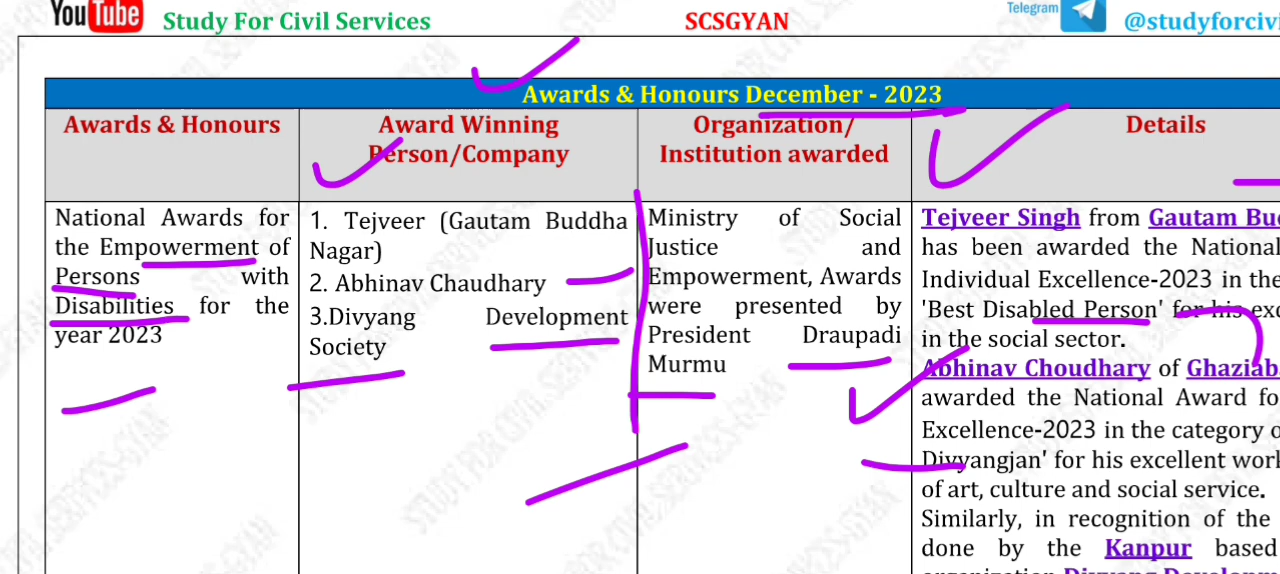 YouTube Study For Civil Services SCSGYAN Telegram
Awards & Honours December - 2023
Awards & Honours
Award Winning
Person/Company
Organization/
Institution awarded
Details
National Awards for
the Empowerment of
Persons with
Disabilities for the
year 2023
1. Tejveer (Gautam Buddha
Nagar)
2. Abhinav Chaudhary
3.Divyang Development
Society
Ministry of Social
Justice and
Empowerment, Awards
were presented by
President Draupadi
Murmu
Tejveer Singh from Gautam
has been awarded the National
Individual Excellence-2023 in the
'Best Disabled Person' for his
in the social sector.
Abhinav Choudhary of
awarded the National Award
Excellence-2023 in the category
Divyangjan' for his excellent work
of art, culture and social service.
Similarly, in recognition of the
done by the Kanpur based